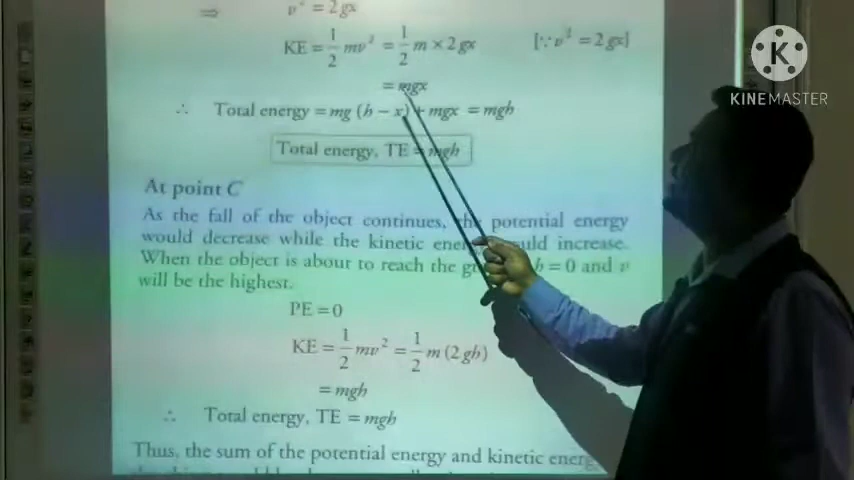 ⇒ v² = 2gx
KE = 1/2 mv² = 1/2 m × 2gx [∵ v² = 2gx]
= mgx
∴ Total energy = mg (h − x) + mgx = mgh
Total energy, TE = mgh
At point C
As the fall of the object continues, the potential energy
would decrease while the kinetic energy would increase.
When the object is abour to reach the h = 0 and v
will be the highest.
PE = 0
KE = 1/2 mv² = 1/2 m (2gh)
= mgh
∴ Total energy, TE = mgh
Thus, the sum of the potential energy and kinetic energy
K
KINEMASTER